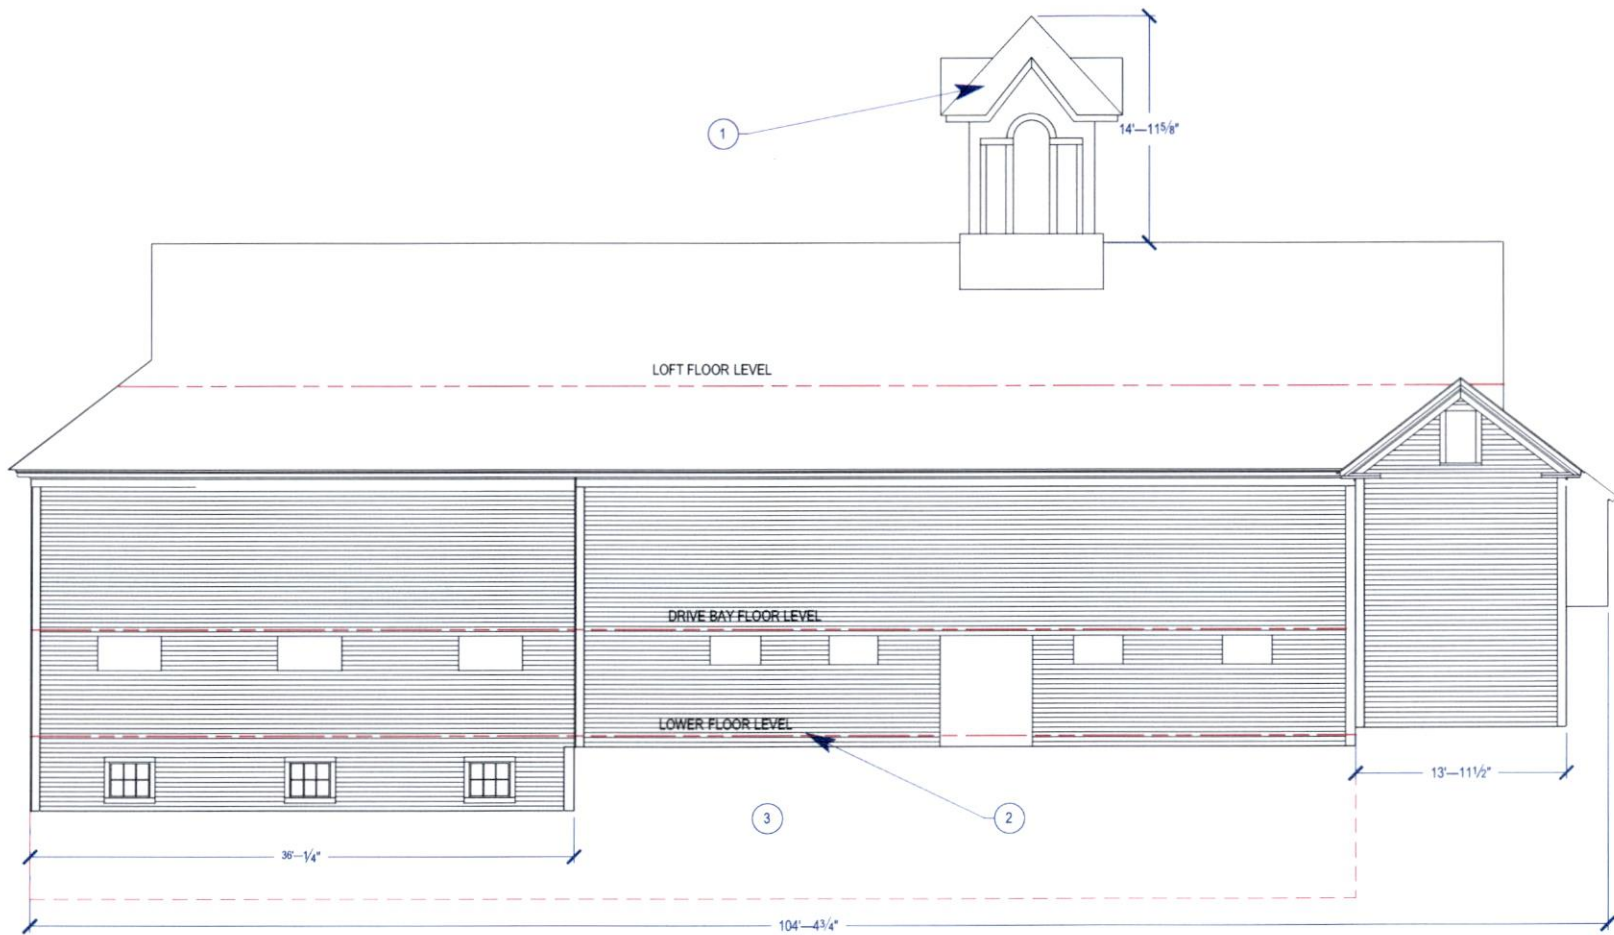 1
14'—11⅝"
LOFT FLOOR LEVEL
DRIVE BAY FLOOR LEVEL
LOWER FLOOR LEVEL
13'—11½"
3
2
36'—¼"
104'—4¾"